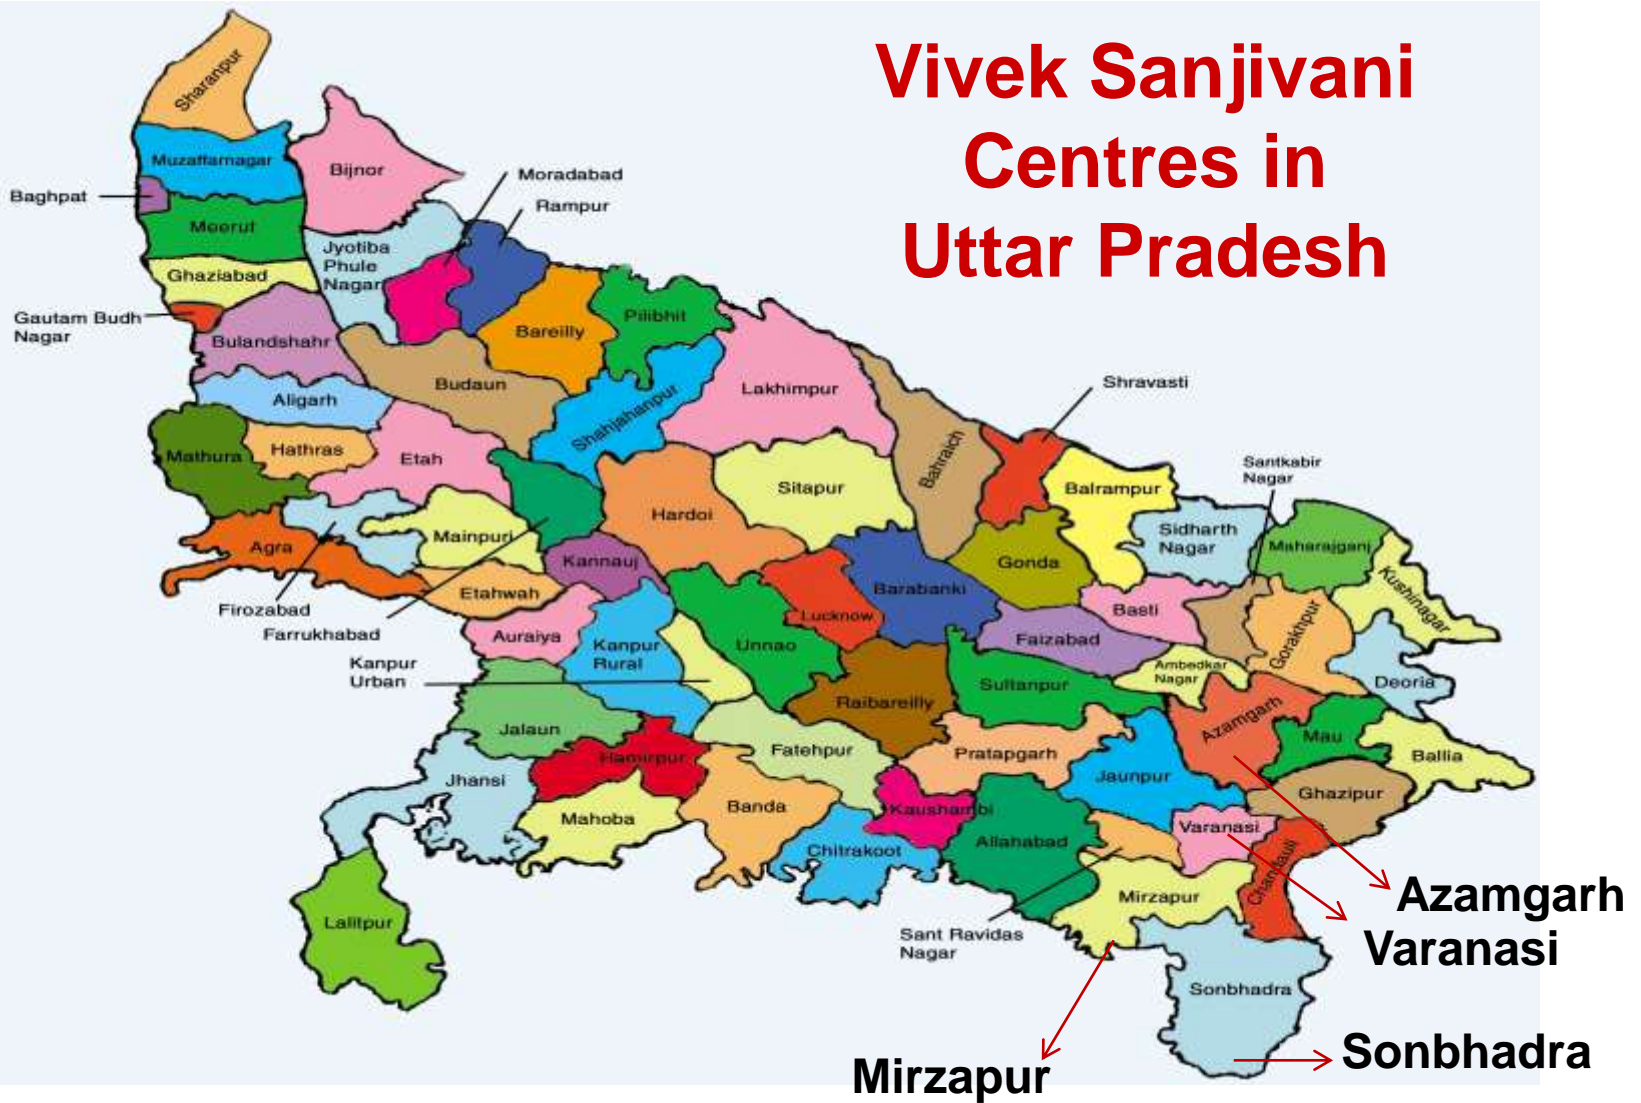 Vivek Sanjivani
Centres in
Uttar Pradesh
Sharanpur
Muzaffarnagar
Bijnor
Moradabad
Baghpat
Rampur
Meerut
Jyotiba
Phule
Nagar
Ghaziabad
Gautam Budh
Nagar
Bulandshahr
Bareilly
Pilibhit
Budaun
Lakhimpur
Shravasti
Aligarh
Shahjahanpur
Mathura
Hathras
Etah
Bahraich
Santkabir
Nagar
Sitapur
Balrampur
Hardoi
Sidharth
Nagar
Agra
Mainpuri
Maharajganj
Kannauj
Gonda
Kushinagar
Etahwah
Barabanki
Firozabad
Farrukhabad
Lucknow
Basti
Auraiya
Kanpur
Rural
Unnao
Faizabad
Gorakhpur
Kanpur
Urban
Ambedkar
Nagar
Sultanpur
Deoria
Raibareilly
Jalaun
Azamgarh
Hamirpur
Fatehpur
Pratapgarh
Mau
Ballia
Jhansi
Jaunpur
Ghazipur
Mahoba
Banda
Kaushambi
Varanasi
Chitrakoot
Allahabad
Chandauli
Mirzapur
Azamgarh
Lalitpur
Sant Ravidas
Nagar
Varanasi
Sonbhadra
Sonbhadra
Mirzapur